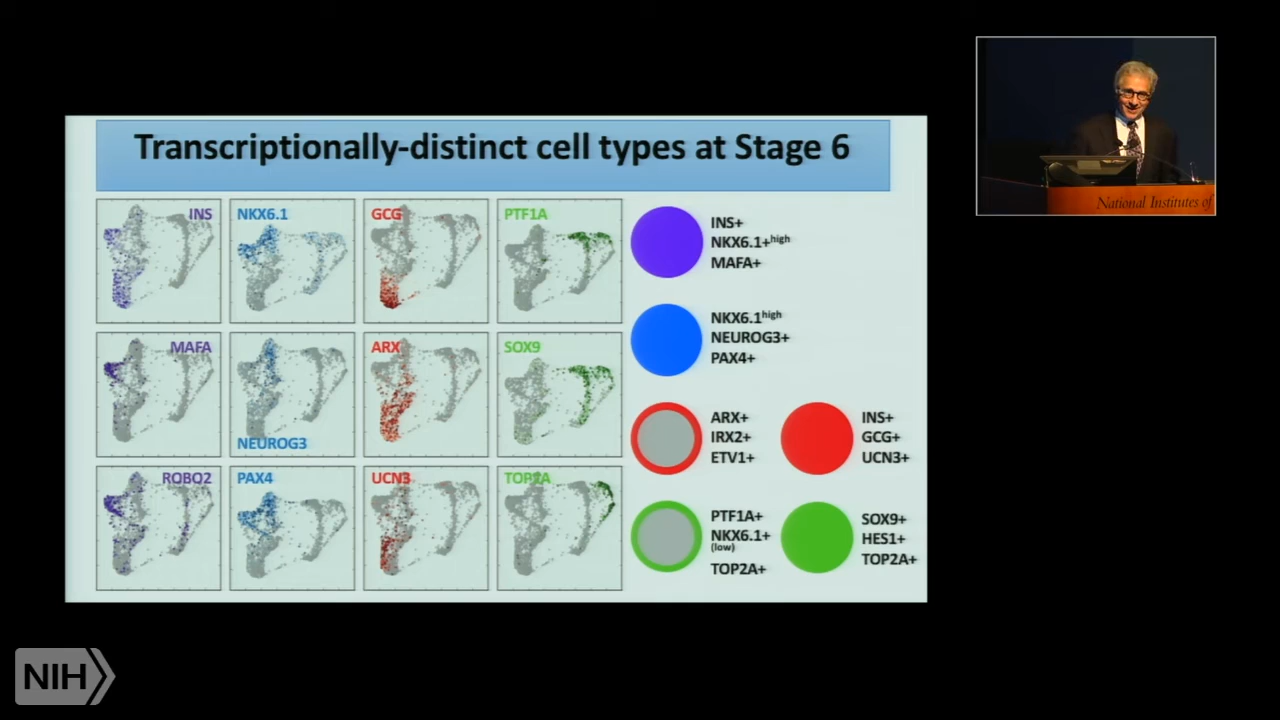 Transcriptionally-distinct cell types at Stage 6
INS
NKX6.1
GCG
PTF1A
MAFA
NEUROG3
ARX
SOX9
ROBO2
PAX4
UCN3
TOP2A
INS+
NKX6.1+high
MAFA+
NKX6.1high
NEUROG3+
PAX4+
ARX+
IRX2+
ETV1+
INS+
GCG+
UCN3+
PTF1A+
NKX6.1+
(low)
TOP2A+
SOX9+
HES1+
TOP2A+
National Institutes of
NIH